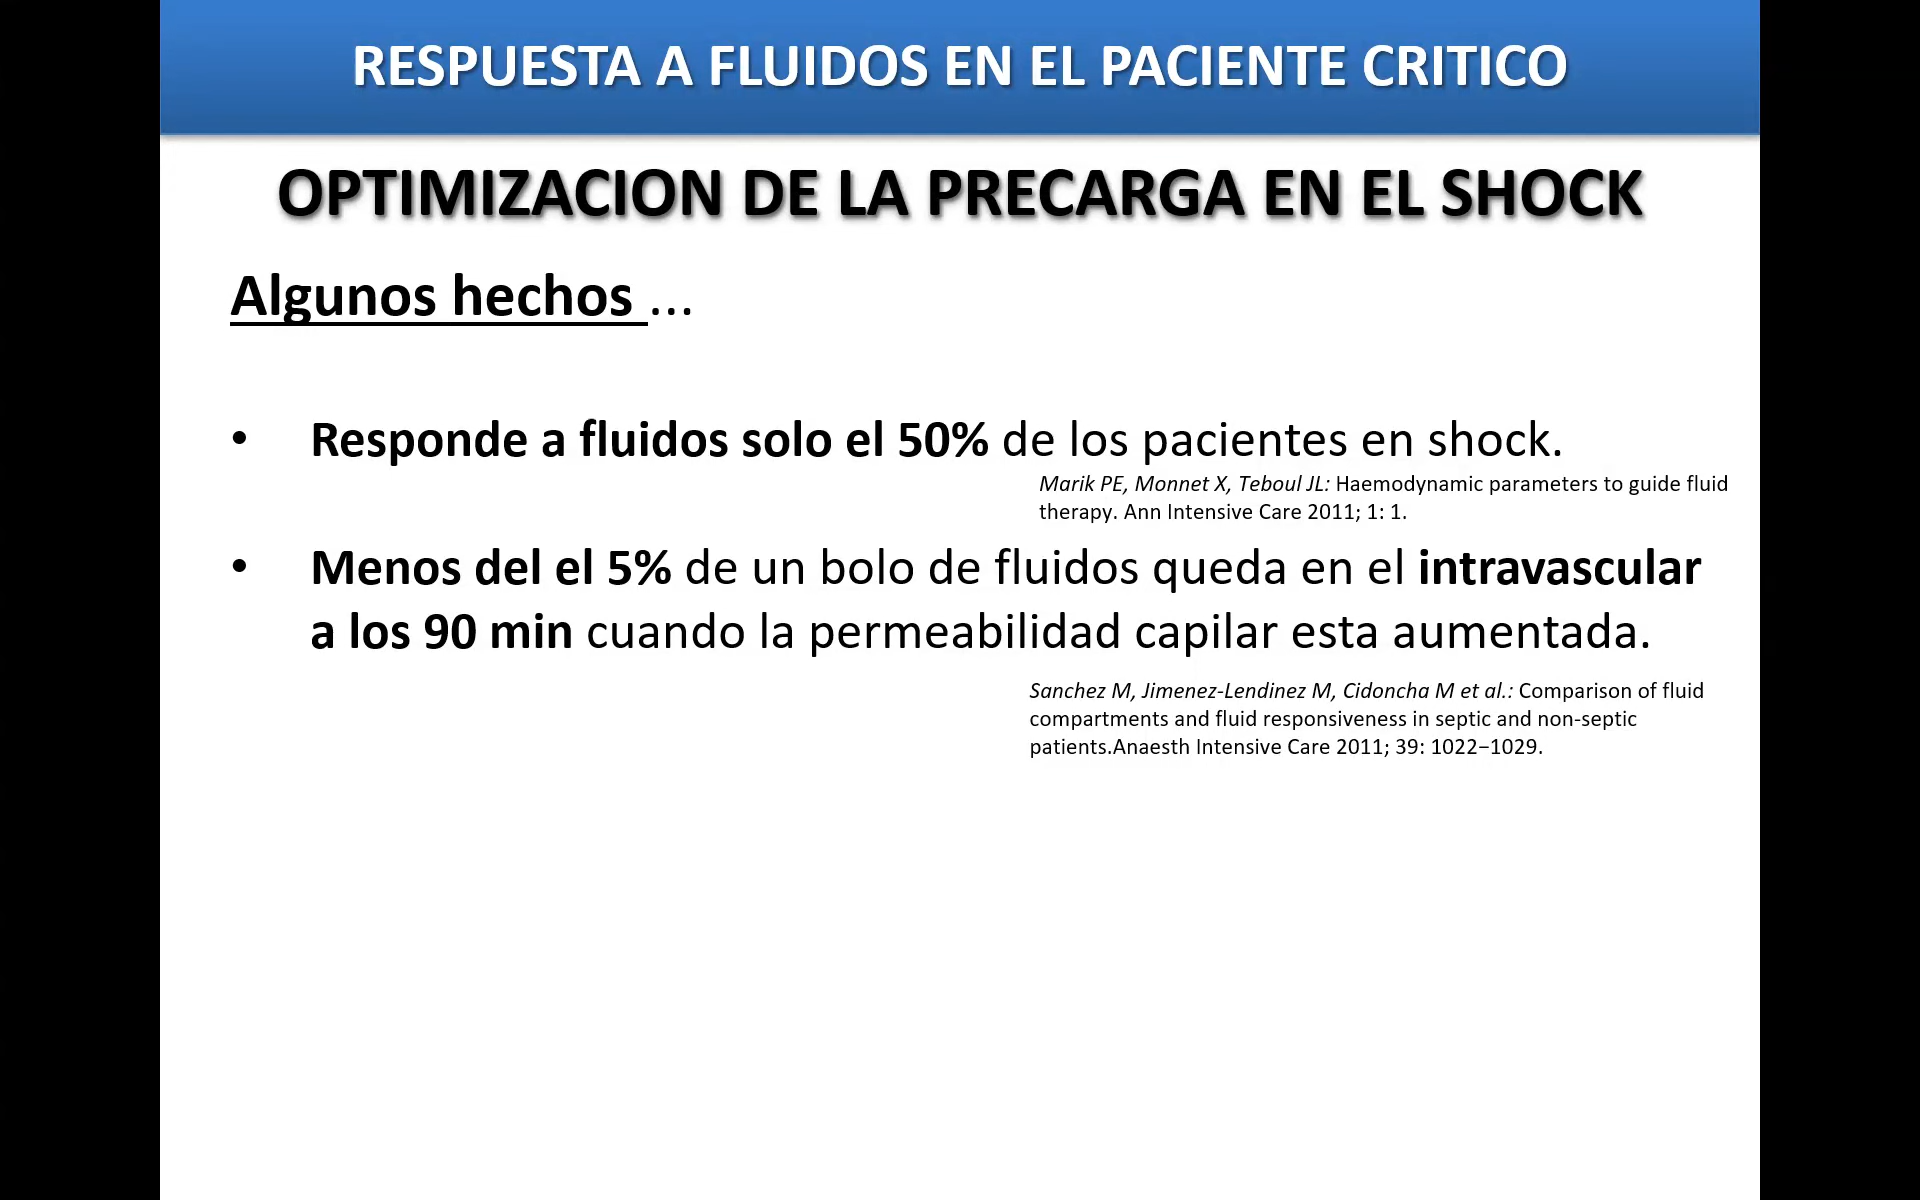 RESPUESTA A FLUIDOS EN EL PACIENTE CRITICO
OPTIMIZACION DE LA PRECARGA EN EL SHOCK
Algunos hechos ...
• Responde a fluidos solo el 50% de los pacientes en shock.
Marik PE, Monnet X, Teboul JL: Haemodynamic parameters to guide fluid
therapy. Ann Intensive Care 2011; 1: 1.
• Menos del el 5% de un bolo de fluidos queda en el intravascular
a los 90 min cuando la permeabilidad capilar esta aumentada.
Sanchez M, Jimenez-Lendinez M, Cidoncha M et al.: Comparison of fluid
compartments and fluid responsiveness in septic and non-septic
patients.Anaesth Intensive Care 2011; 39: 1022–1029.